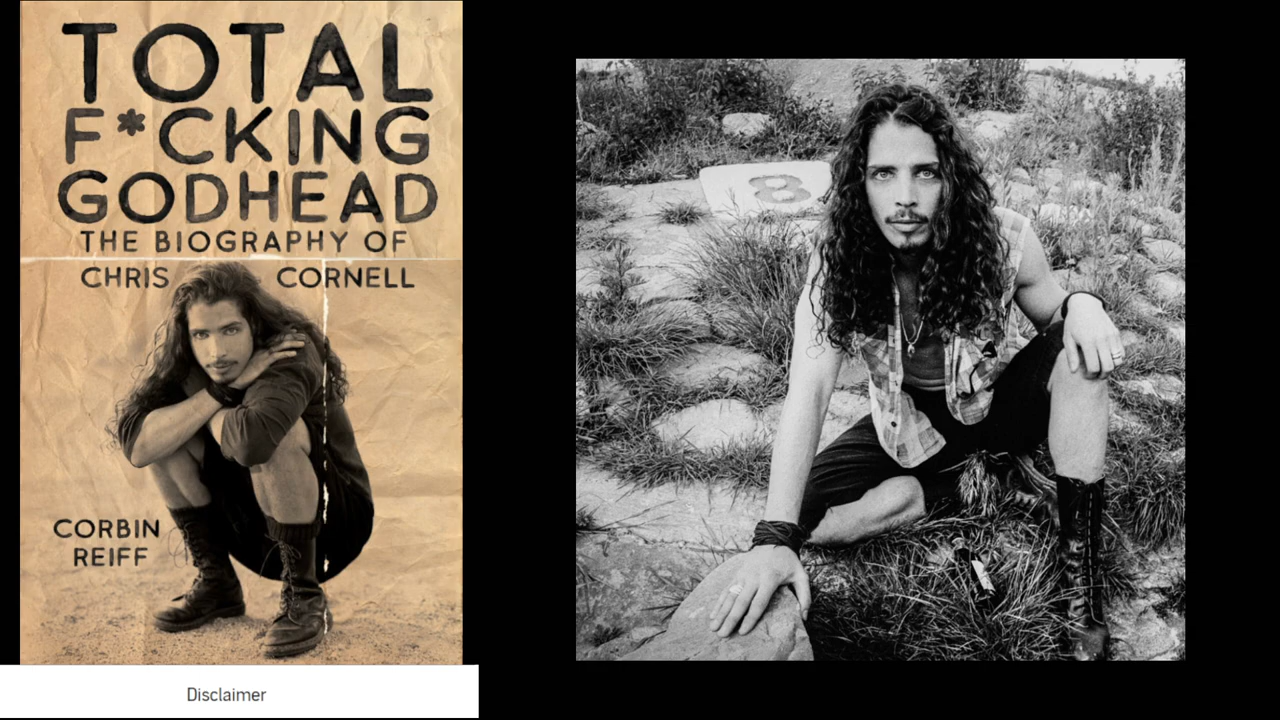 TOTAL
F*CKING
GODHEAD
THE BIOGRAPHY OF
CHRIS CORNELL
CORBIN
REIFF
Disclaimer
8